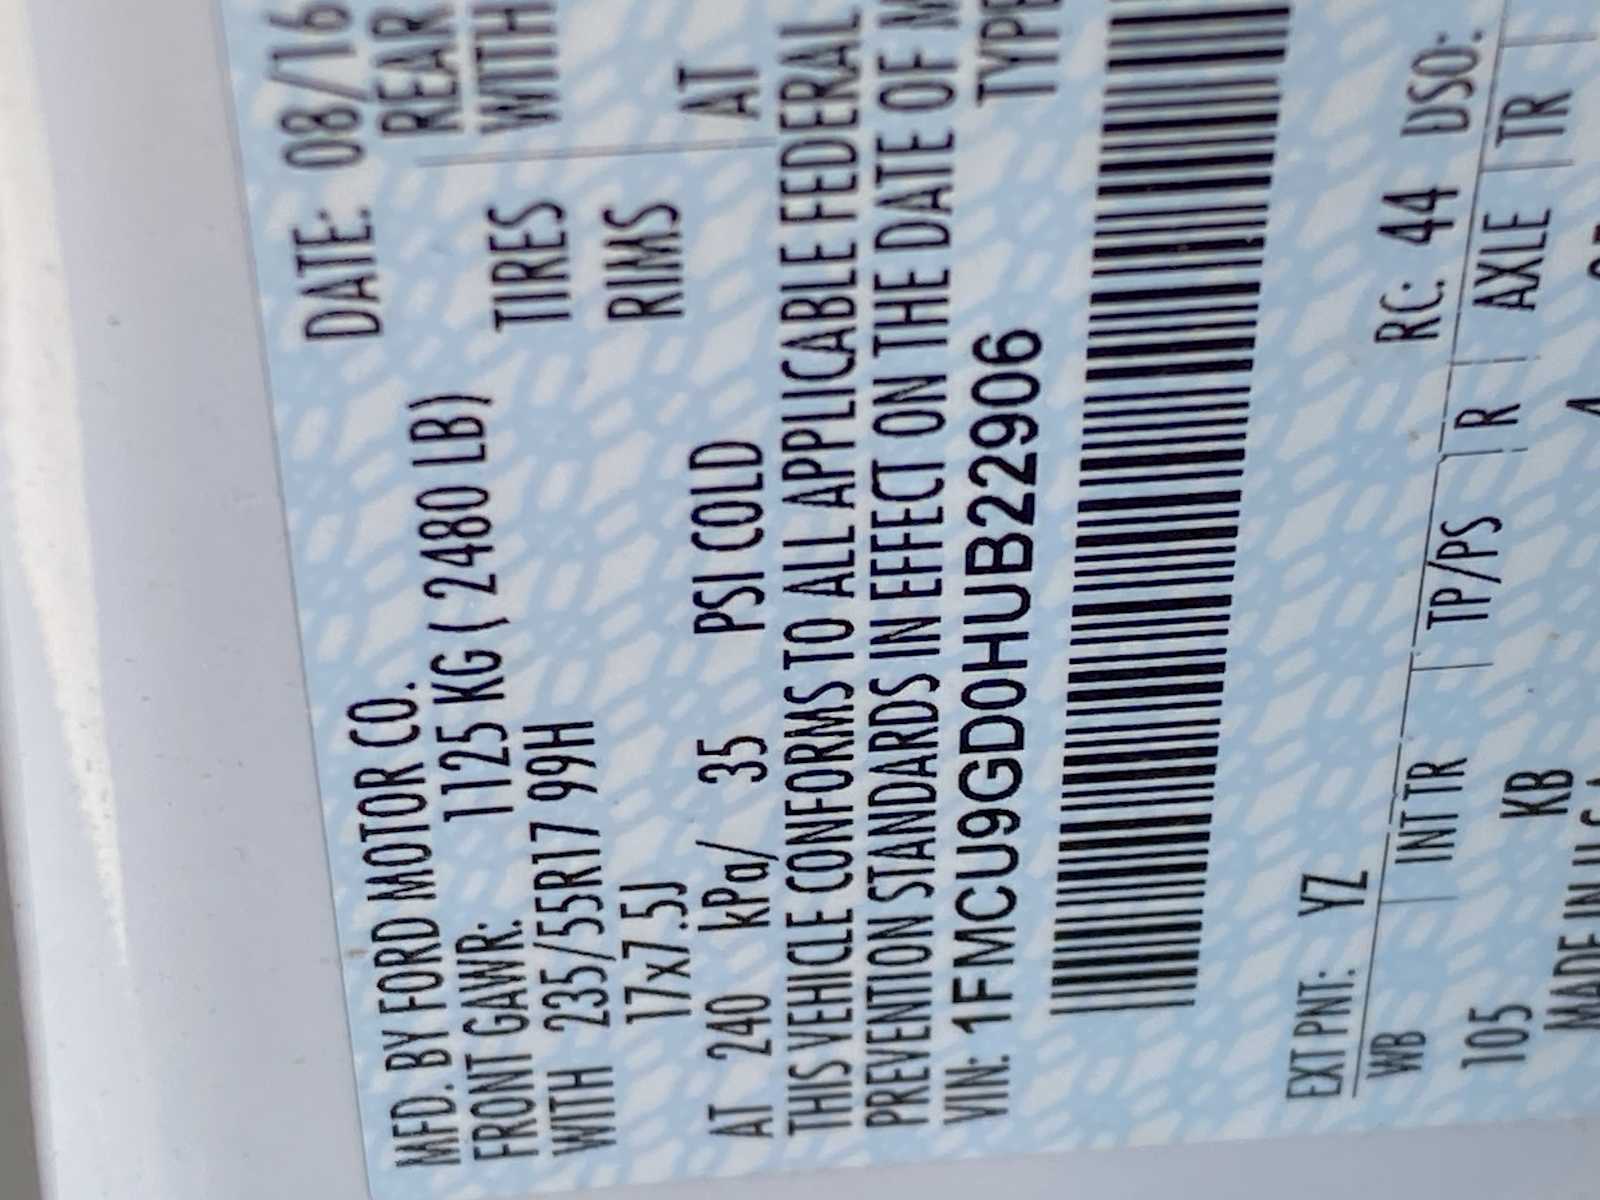 MFD. BY FORD MOTOR CO. DATE: 08/16
FRONT GAWR: 1125 KG ( 2480 LB) REAR
WITH 235/55R17 99H TIRES WITH
17x7.5J RIMS
AT 240 kPa/ 35 PSI COLD AT
THIS VEHICLE CONFORMS TO ALL APPLICABLE FEDERAL
PREVENTION STANDARDS IN EFFECT ON THE DATE OF
VIN: 1FMCU9GD0HUB22906 TYPE
EXT PNT: YZ RC: 44 DSO:
WB INT TR TP/PS R AXLE TR
105 KB 4
MADE IN U.S.A.